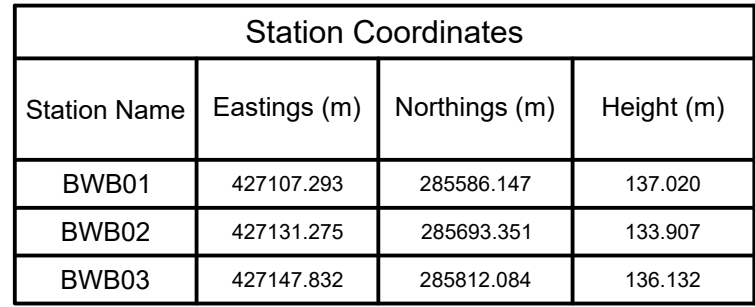 Station Coordinates
Station Name Eastings (m) Northings (m) Height (m)
BWB01 427107.293 285586.147 137.020
BWB02 427131.275 285693.351 133.907
BWB03 427147.832 285812.084 136.132